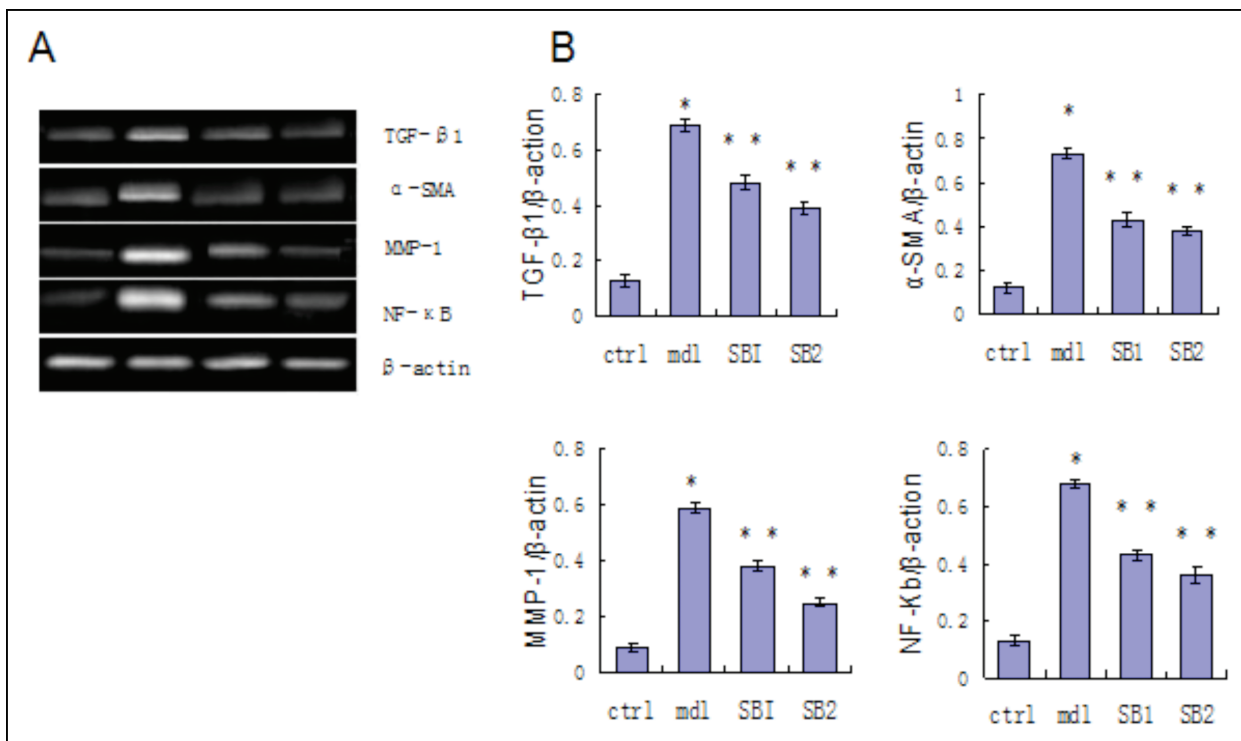 A
TGF-β1
α-SMA
MMP-1
NF-κB
β-actin
B
TGF-β1/β-action
0.8
0.6
0.4
0.2
0
*
* *
* *
ctrl mdl SBI SB2
α-SMA/β-actin
1
0.8
0.6
0.4
0.2
0
*
* *
* *
ctrl mdl SB1 SB2
MMP-1/β-actin
0.8
0.6
0.4
0.2
0
*
* *
* *
ctrl mdl SBI SB2
NF-Kb/β-action
0.8
0.6
0.4
0.2
0
*
* *
* *
ctrl mdl SB1 SB2